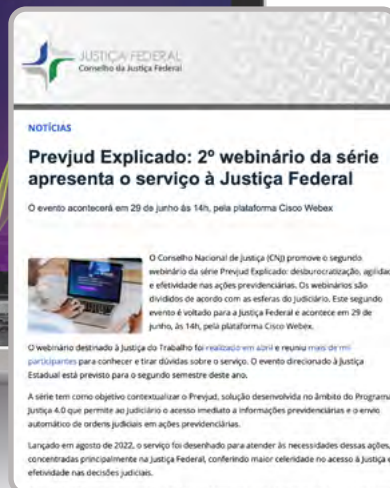 JUSTIÇA FEDERAL
Conselho da Justiça Federal
NOTÍCIAS
Prevjud Explicado: 2º webinário da série
apresenta o serviço à Justiça Federal
O evento acontecerá em 29 de junho às 14h, pela plataforma Cisco Webex
O Conselho Nacional de Justiça (CNJ) promove o segundo
webinário da série Prevjud Explicado: desburocratização, agilidad
e efetividade nas ações previdenciárias. Os webinários são
divididos de acordo com as esferas do Judiciário. Este segundo
evento é voltado para a Justiça Federal e acontece em 29 de
junho, às 14h, pela plataforma Cisco Webex.
O webinário destinado à Justiça do Trabalho foi realizado em abril e reuniu mais de mil
participantes para conhecer e tirar dúvidas sobre o serviço. O evento direcionado à Justiça
Estadual está previsto para o segundo semestre deste ano.
A série tem como objetivo contextualizar o Prevjud, solução desenvolvida no âmbito do Programa
Justiça 4.0 que permite ao Judiciário o acesso imediato a informações previdenciárias e o envio
automático de ordens judiciais em ações previdenciárias.
Lançado em agosto de 2022, o serviço foi desenhado para atender às necessidades dessas ações,
concentradas principalmente na Justiça Federal, conferindo maior celeridade no acesso à Justiça e
efetividade nas decisões judiciais.